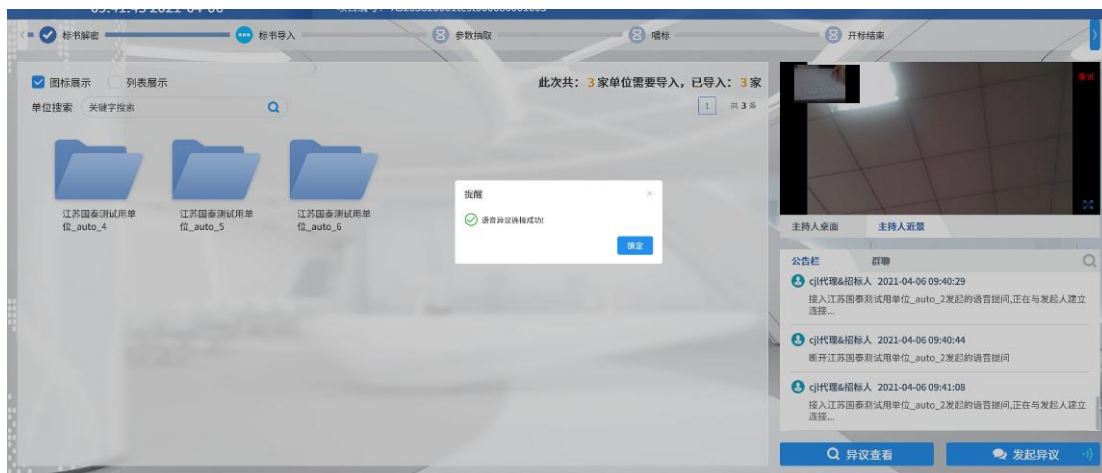 标书解密
标书导入
参数抽取
唱标
开标结束
图标展示
列表展示
此次共：3家单位需要导入，已导入：3家
单位搜索
关键字搜索
1
共3条
江苏国泰测试用单
位_auto_4
江苏国泰测试用单
位_auto_5
江苏国泰测试用单
位_auto_6
提醒
×
语音异议连接成功!
确定
主持人桌面
主持人近景
公告栏
群聊
cjl代理&招标人 2021-04-06 09:40:29
接入江苏国泰测试用单位_auto_2发起的语音提问,正在与发起人建立
连接...
cjl代理&招标人 2021-04-06 09:40:44
断开江苏国泰测试用单位_auto_2发起的语音提问
cjl代理&招标人 2021-04-06 09:41:08
接入江苏国泰测试用单位_auto_2发起的语音提问,正在与发起人建立
连接...
异议查看
发起异议